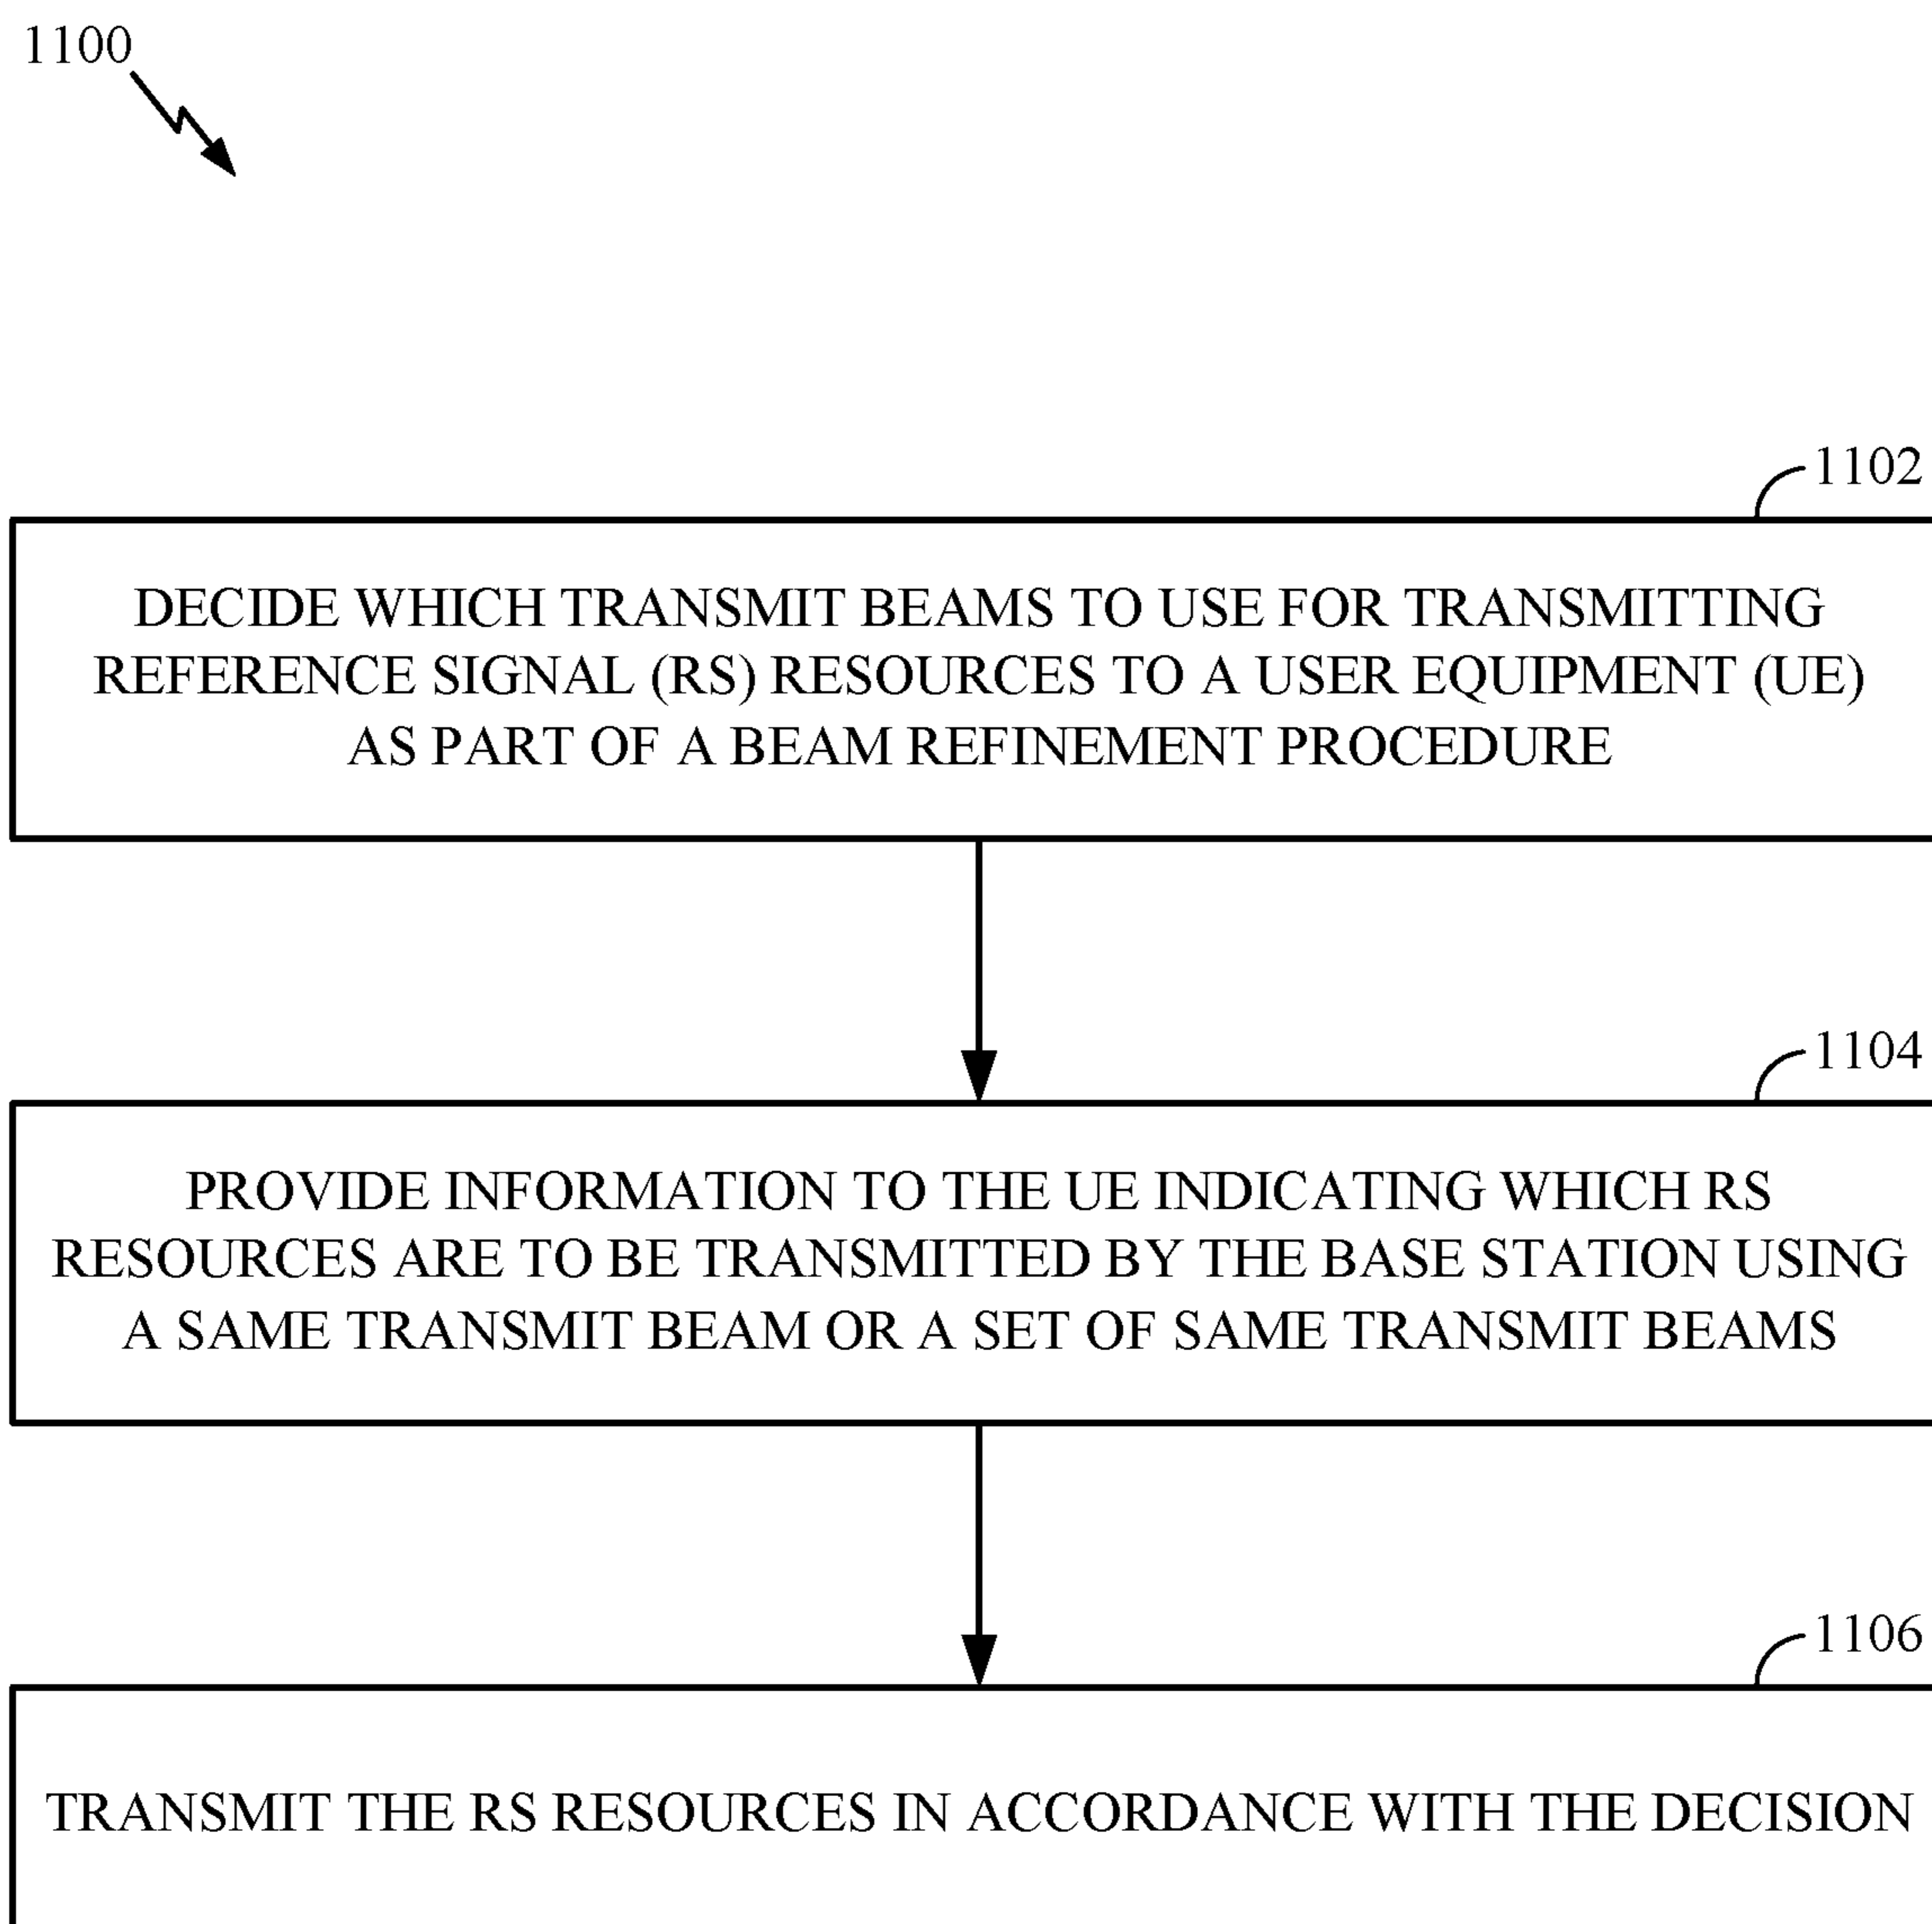 1100
1102
DECIDE WHICH TRANSMIT BEAMS TO USE FOR TRANSMITTING
REFERENCE SIGNAL (RS) RESOURCES TO A USER EQUIPMENT (UE)
AS PART OF A BEAM REFINEMENT PROCEDURE
1104
PROVIDE INFORMATION TO THE UE INDICATING WHICH RS
RESOURCES ARE TO BE TRANSMITTED BY THE BASE STATION USING
A SAME TRANSMIT BEAM OR A SET OF SAME TRANSMIT BEAMS
1106
TRANSMIT THE RS RESOURCES IN ACCORDANCE WITH THE DECISION